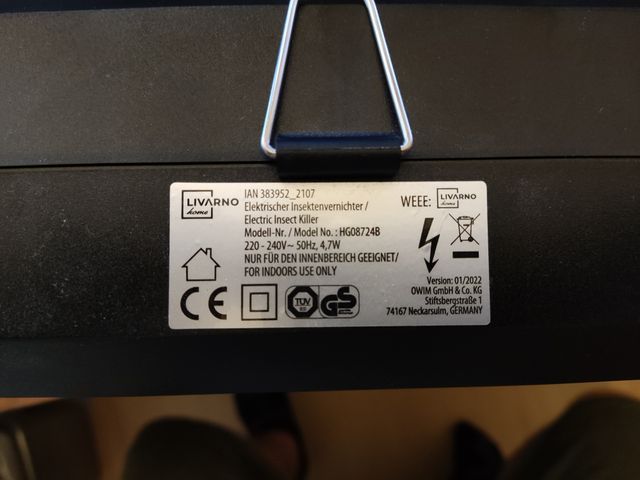 LIVARNO
home
IAN 383952_2107
Elektrischer Insektenvernichter /
Electric Insect Killer
Modell-Nr. / Model No. : HG08724B
220 - 240V~ 50Hz, 4,7W
NUR FÜR DEN INNENBEREICH GEEIGNET/
FOR INDOORS USE ONLY
CE
TÜV
GS
WEEE:
LIVARNO
home
Version: 01/2022
OWIM GmbH & Co. KG
Stiftsbergstraße 1
74167 Neckarsulm, GERMANY